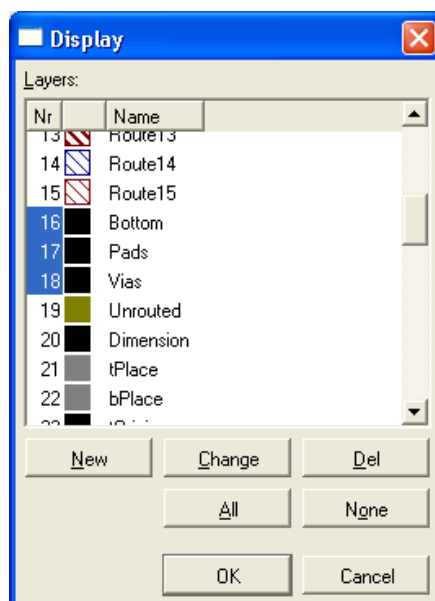 Display
Layers:
Nr Name
13 Route13
14 Route14
15 Route15
16 Bottom
17 Pads
18 Vias
19 Unrouted
20 Dimension
21 tPlace
22 bPlace
New Change Del
All None
OK Cancel